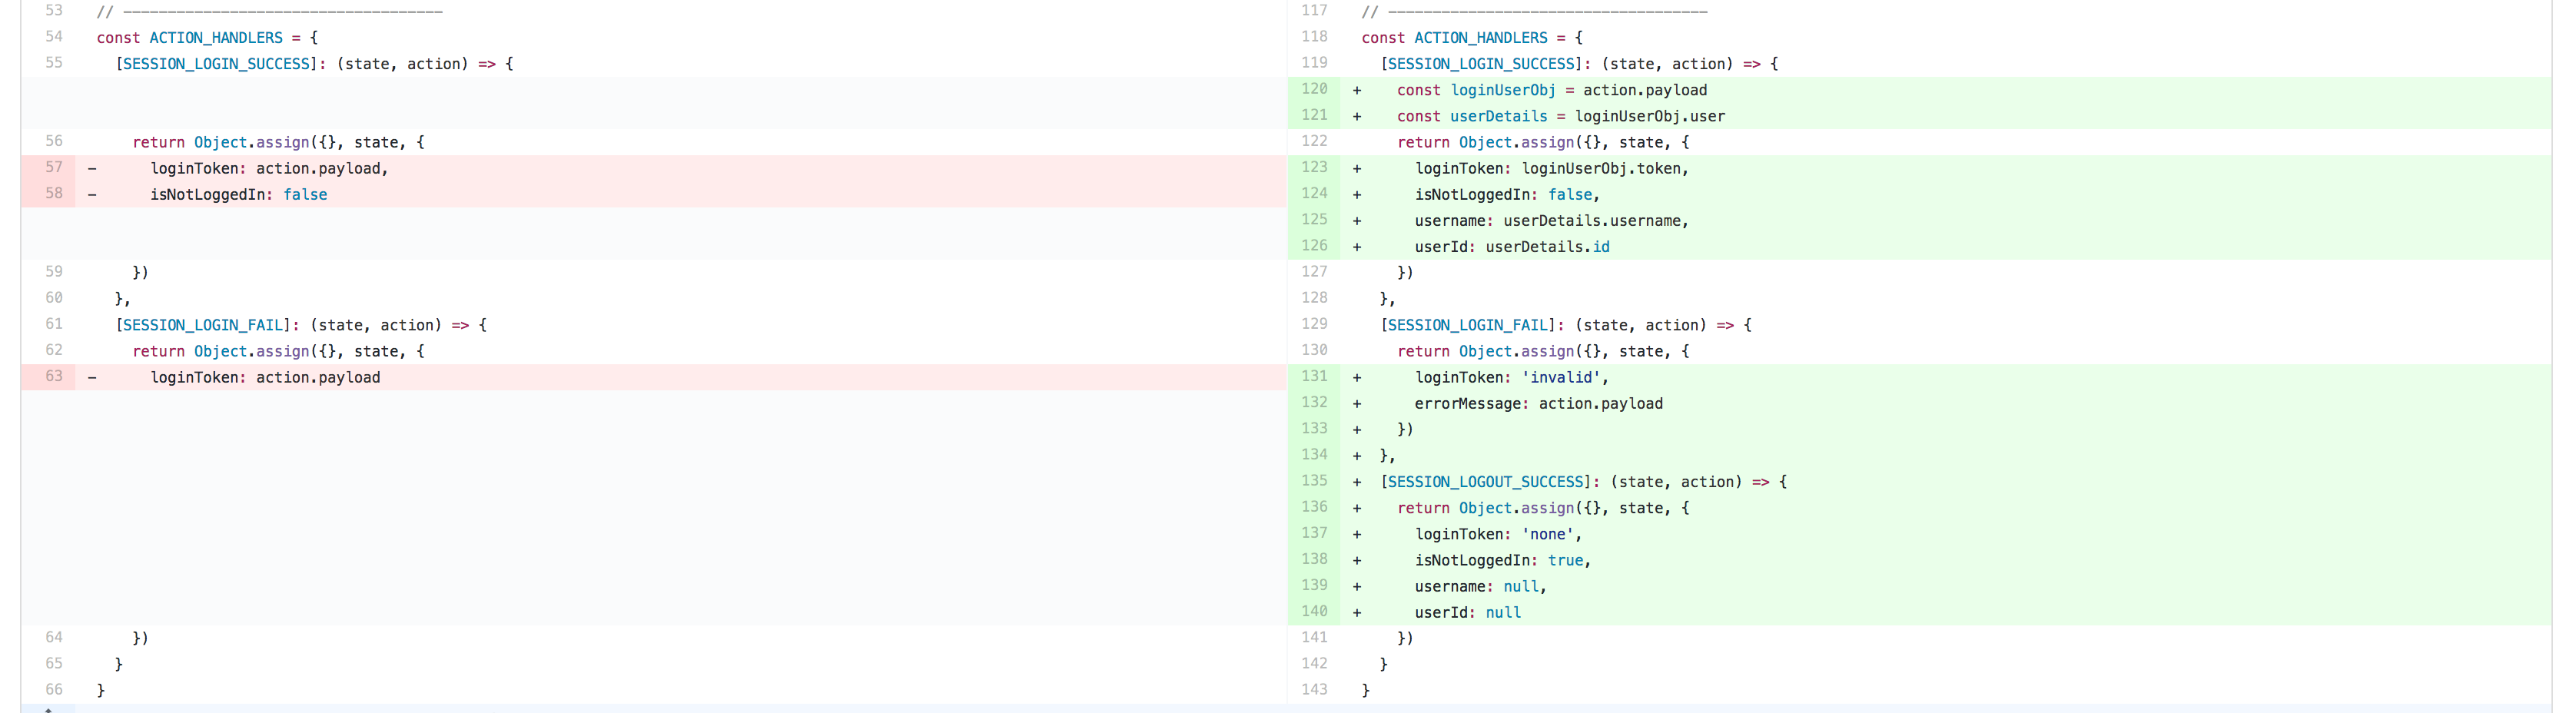 53 // ------------------------------------
54 const ACTION_HANDLERS = {
55 [SESSION_LOGIN_SUCCESS]: (state, action) => {
56 return Object.assign({}, state, {
57 - loginToken: action.payload,
58 - isNotLoggedIn: false
59 })
60 },
61 [SESSION_LOGIN_FAIL]: (state, action) => {
62 return Object.assign({}, state, {
63 - loginToken: action.payload
64 })
65 }
66 }
117 // ------------------------------------
118 const ACTION_HANDLERS = {
119 [SESSION_LOGIN_SUCCESS]: (state, action) => {
120 + const loginUserObj = action.payload
121 + const userDetails = loginUserObj.user
122 return Object.assign({}, state, {
123 + loginToken: loginUserObj.token,
124 + isNotLoggedIn: false,
125 + username: userDetails.username,
126 + userId: userDetails.id
127 })
128 },
129 [SESSION_LOGIN_FAIL]: (state, action) => {
130 return Object.assign({}, state, {
131 + loginToken: 'invalid',
132 + errorMessage: action.payload
133 + })
134 + },
135 + [SESSION_LOGOUT_SUCCESS]: (state, action) => {
136 + return Object.assign({}, state, {
137 + loginToken: 'none',
138 + isNotLoggedIn: true,
139 + username: null,
140 + userId: null
141 })
142 }
143 }